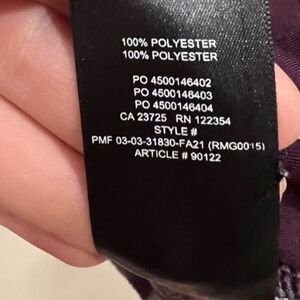 100% POLYESTER
100% POLYESTER
PO 4500146402
PO 4500146403
PO 4500146404
CA 23725 RN 122354
STYLE #
PMF 03-03-31830-FA21 (RMG0015)
ARTICLE # 90122